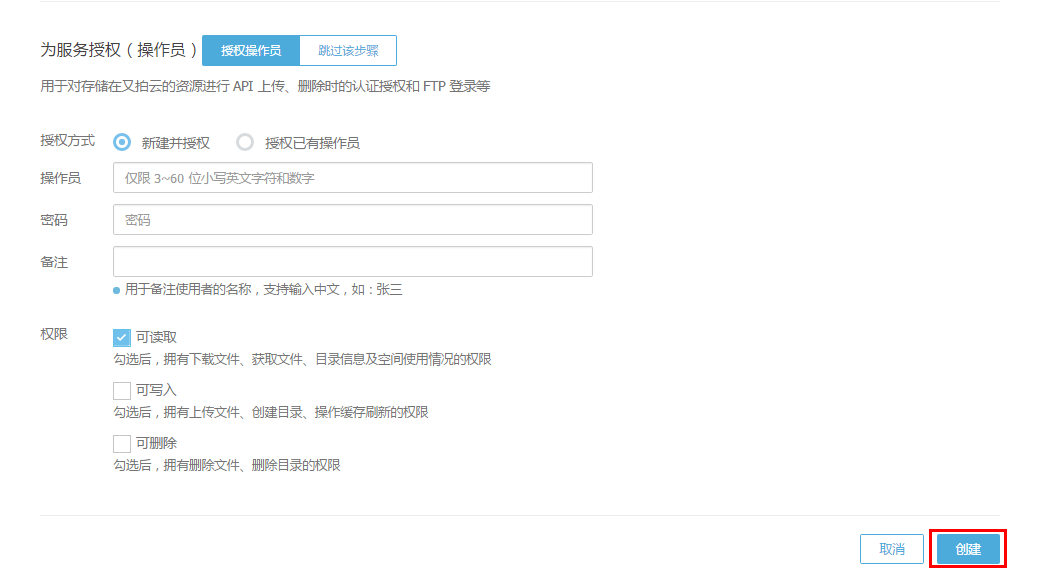 为服务授权（操作员） 授权操作员 跳过该步骤
用于对存储在又拍云的资源进行 API 上传、删除时的认证授权和 FTP 登录等
授权方式 新建并授权 授权已有操作员
操作员 仅限 3~60 位小写英文字符和数字
密码 密码
备注
用于备注使用者的名称，支持输入中文，如：张三
权限 可读取
勾选后，拥有下载文件、获取文件、目录信息及空间使用情况的权限
可写入
勾选后，拥有上传文件、创建目录、操作缓存刷新的权限
可删除
勾选后，拥有删除文件、删除目录的权限
取消 创建